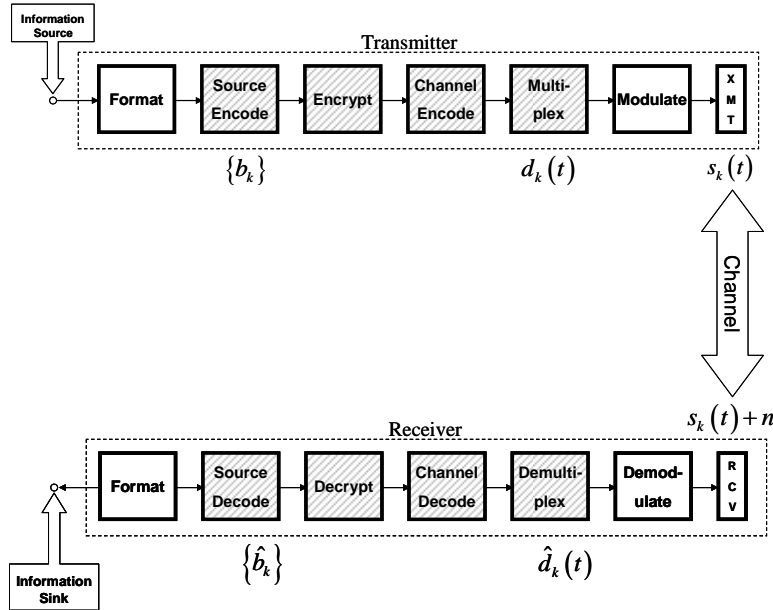 Information
Source
Transmitter
Format
Source
Encode
Encrypt
Channel
Encode
Multi-
plex
Modulate
X
M
T
{b_k}
d_k(t)
s_k(t)
Channel
s_k(t)+n
Receiver
Format
Source
Decode
Decrypt
Channel
Decode
Demulti-
plex
Demod-
ulate
R
C
V
{b̂_k}
d̂_k(t)
Information
Sink